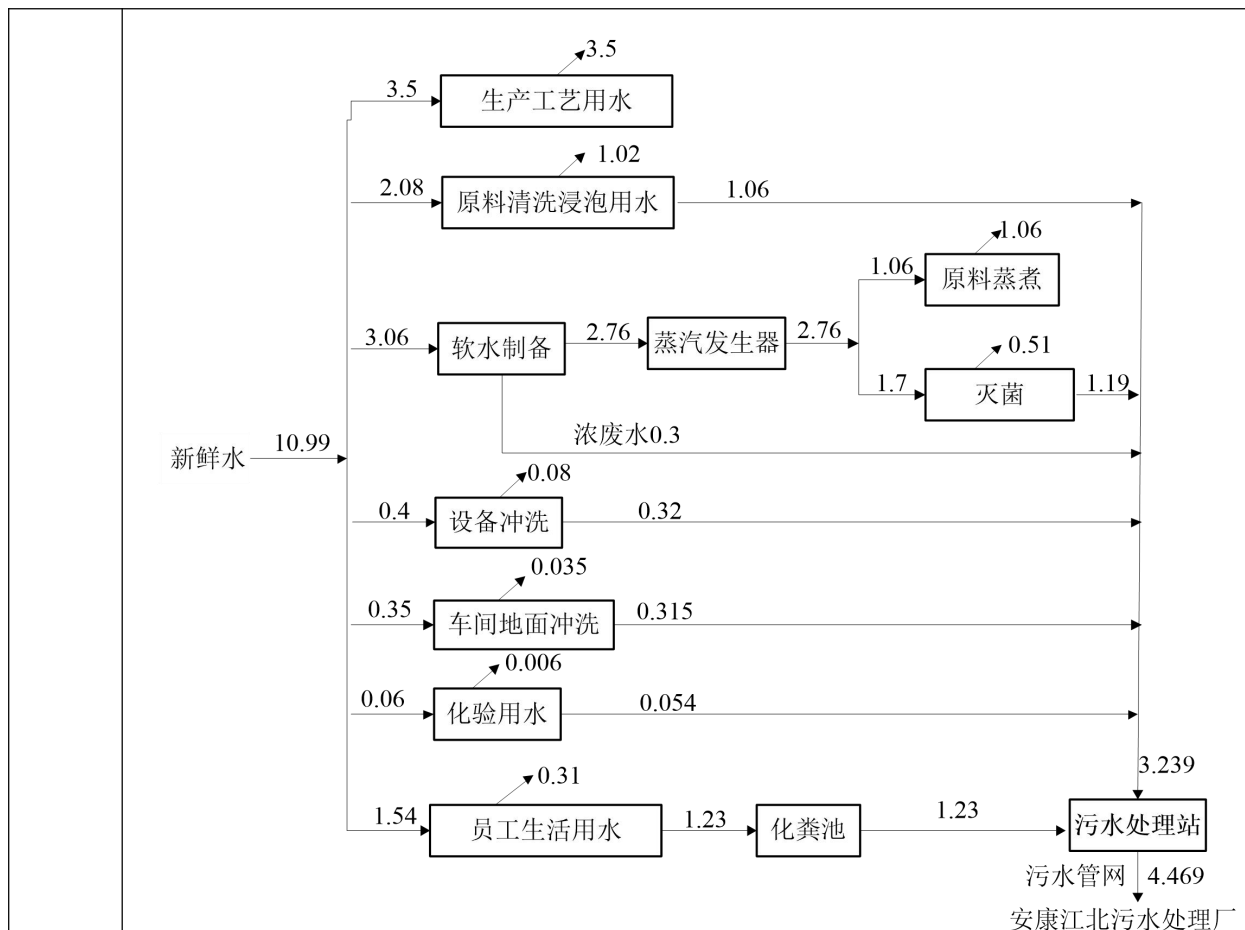 3.5
3.5
生产工艺用水
1.02
2.08
原料清洗浸泡用水
1.06
1.06
1.06
原料蒸煮
3.06
软水制备
2.76
蒸汽发生器
2.76
0.51
1.7
灭菌
1.19
浓废水0.3
新鲜水
10.99
0.08
0.4
设备冲洗
0.32
0.035
0.35
车间地面冲洗
0.315
0.006
0.06
化验用水
0.054
3.239
0.31
1.54
员工生活用水
1.23
化粪池
1.23
污水处理站
污水管网
4.469
安康江北污水处理厂